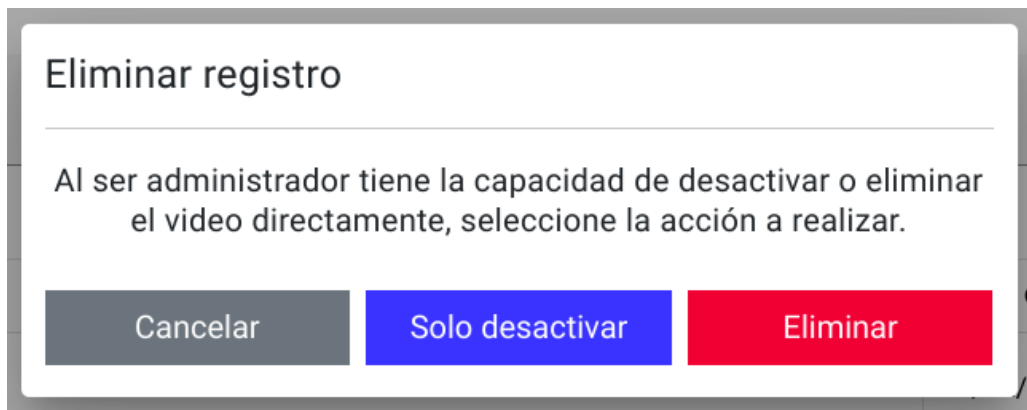 Eliminar registro
Al ser administrador tiene la capacidad de desactivar o eliminar
el video directamente, seleccione la acción a realizar.
Cancelar
Solo desactivar
Eliminar